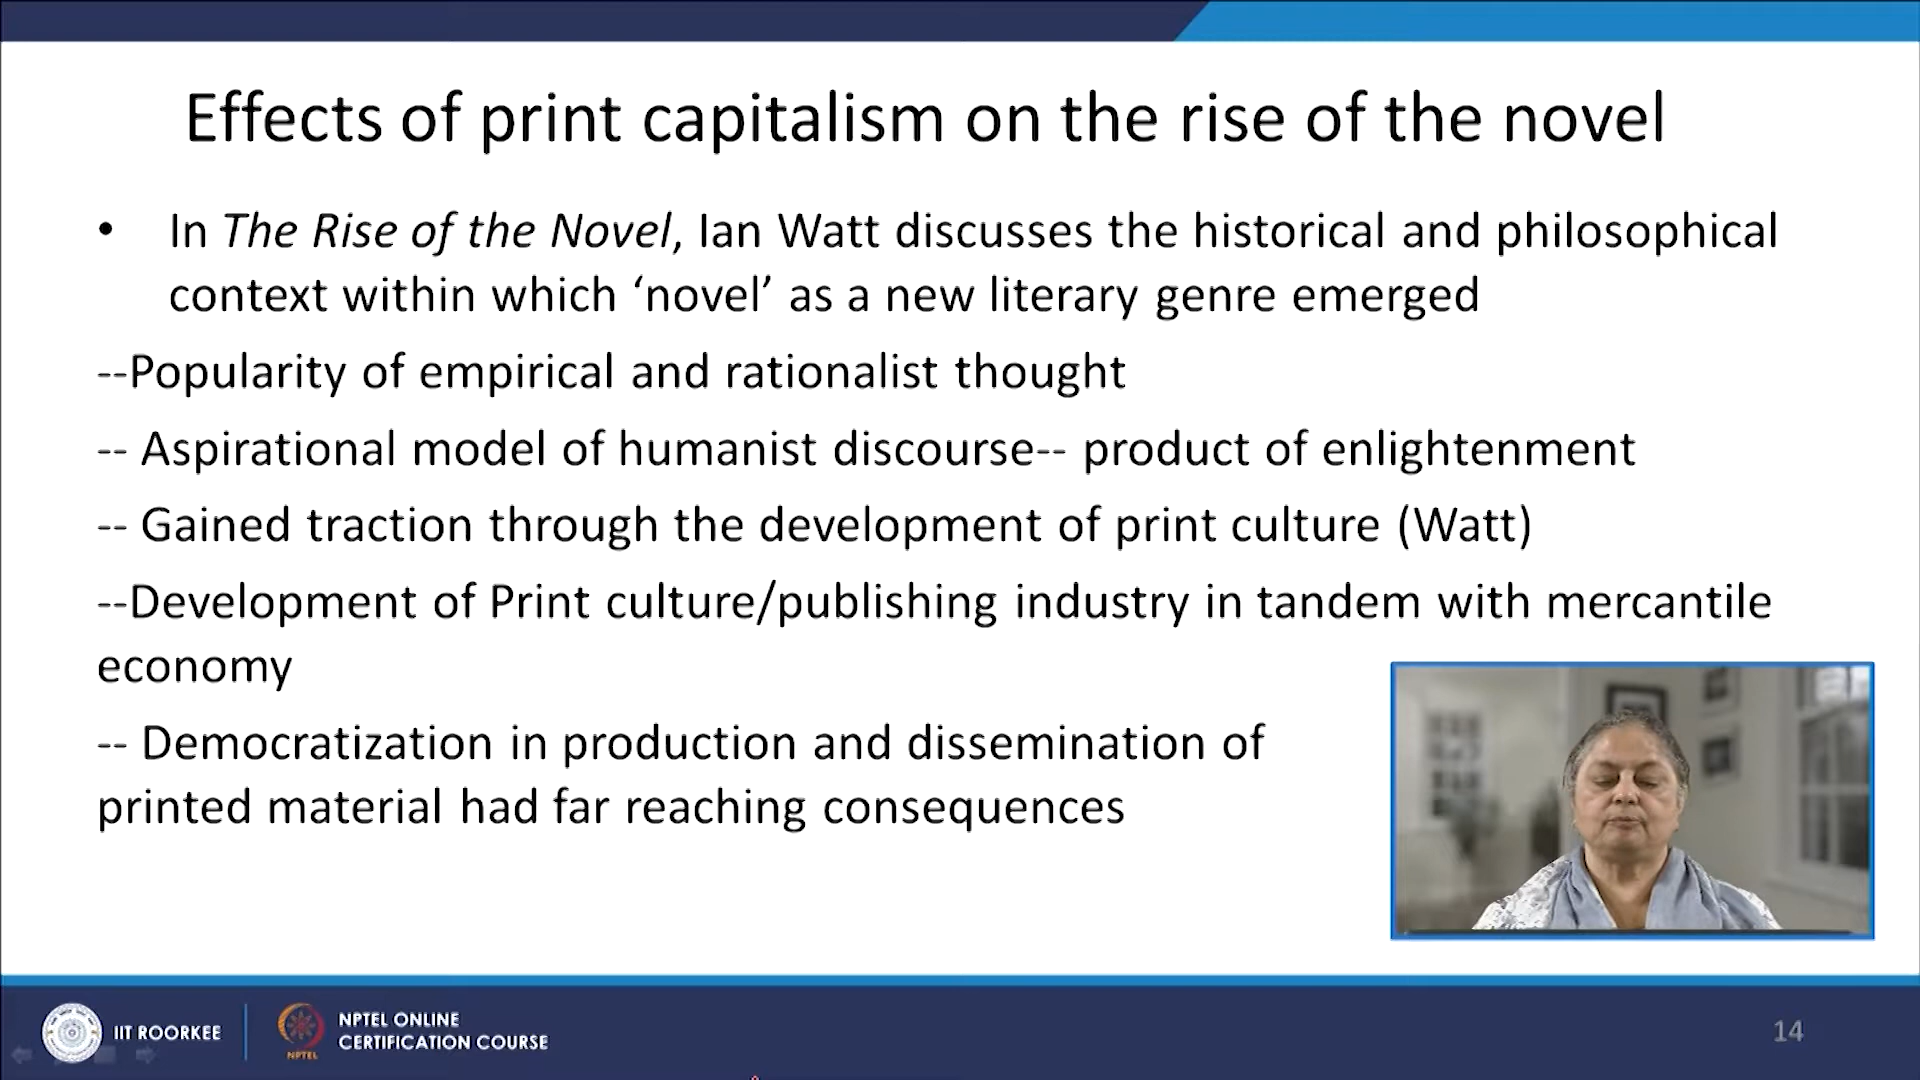 Effects of print capitalism on the rise of the novel
• In The Rise of the Novel, Ian Watt discusses the historical and philosophical
context within which ‘novel’ as a new literary genre emerged
--Popularity of empirical and rationalist thought
-- Aspirational model of humanist discourse-- product of enlightenment
-- Gained traction through the development of print culture (Watt)
--Development of Print culture/publishing industry in tandem with mercantile
economy
-- Democratization in production and dissemination of
printed material had far reaching consequences
IIT ROORKEE
NPTEL
NPTEL ONLINE
CERTIFICATION COURSE
14